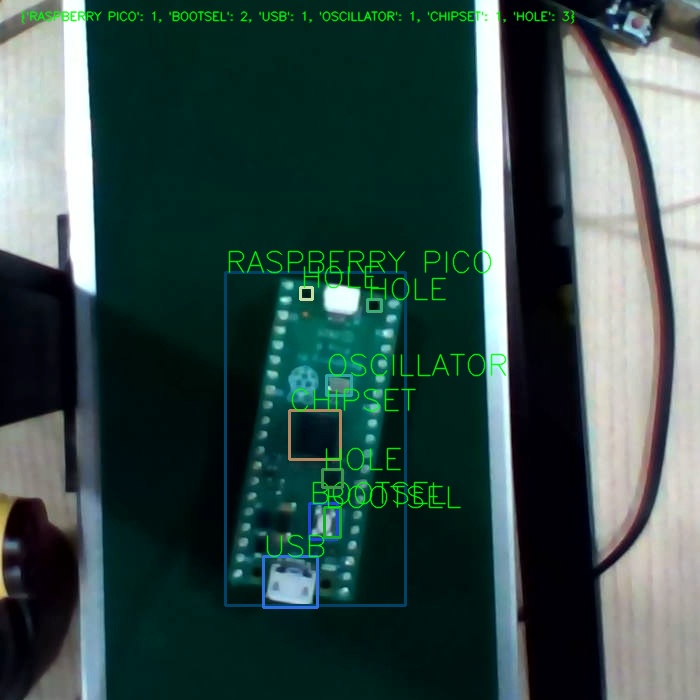 {'RASPBERRY PICO': 1, 'BOOTSEL': 2, 'USB': 1, 'OSCILLATOR': 1, 'CHIPSET': 1, 'HOLE': 3}
RASPBERRY PICO
HOLE
HOLE
OSCILLATOR
CHIPSET
HOLE
BOOTSEL
BOOTSEL
USB